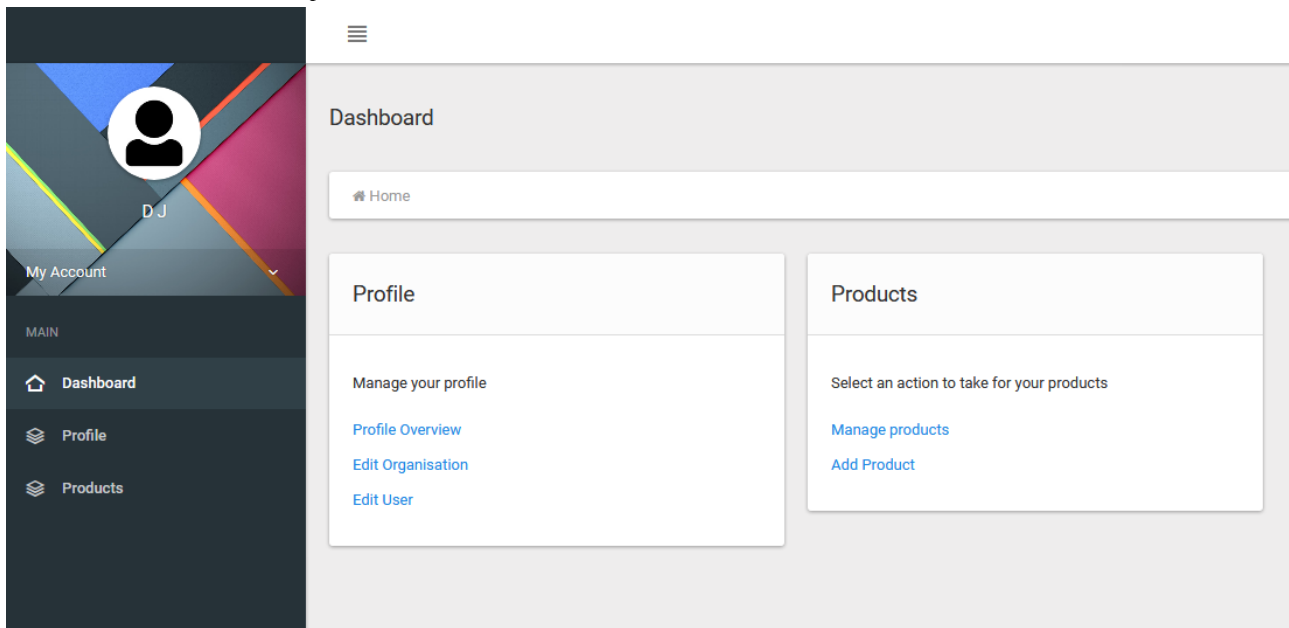 D J
My Account
MAIN
Dashboard
Profile
Products
Dashboard
Home
Profile
Manage your profile
Profile Overview
Edit Organisation
Edit User
Products
Select an action to take for your products
Manage products
Add Product